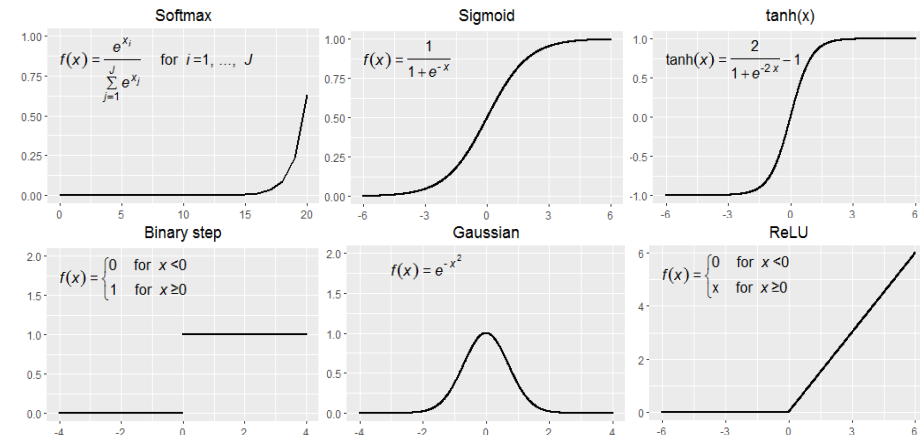 Softmax
f(x) = e^{x_i} / Σ_{j=1}^{J} e^{x_j} for i=1, ..., J
1.00
0.75
0.50
0.25
0.00
0 5 10 15 20
Sigmoid
f(x) = 1 / (1+e^{-x})
1.00
0.75
0.50
0.25
0.00
-6 -3 0 3 6
tanh(x)
tanh(x) = 2 / (1+e^{-2x}) - 1
1.0
0.5
0.0
-0.5
-1.0
-6 -3 0 3 6
Binary step
f(x) = { 0 for x<0
1 for x≥0
2.0
1.5
1.0
0.5
0.0
-4 -2 0 2 4
Gaussian
f(x) = e^{-x^2}
2.0
1.5
1.0
0.5
0.0
-4 -2 0 2 4
ReLU
f(x) = { 0 for x<0
x for x≥0
6
4
2
0
-6 -3 0 3 6